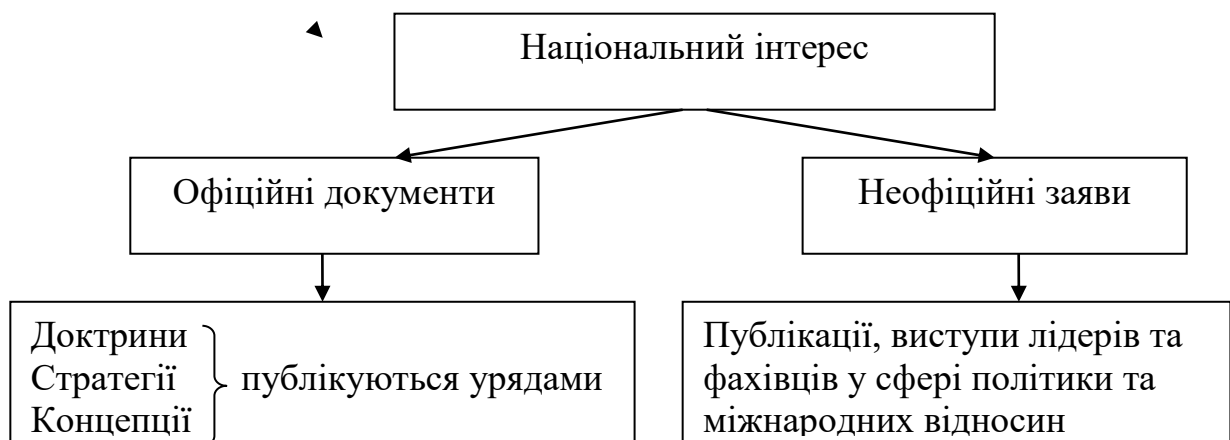 Національний інтерес
Офіційні документи
Неофіційні заяви
Доктрини
Стратегії
Концепції
публікуються урядами
Публікації, виступи лідерів та
фахівців у сфері політики та
міжнародних відносин